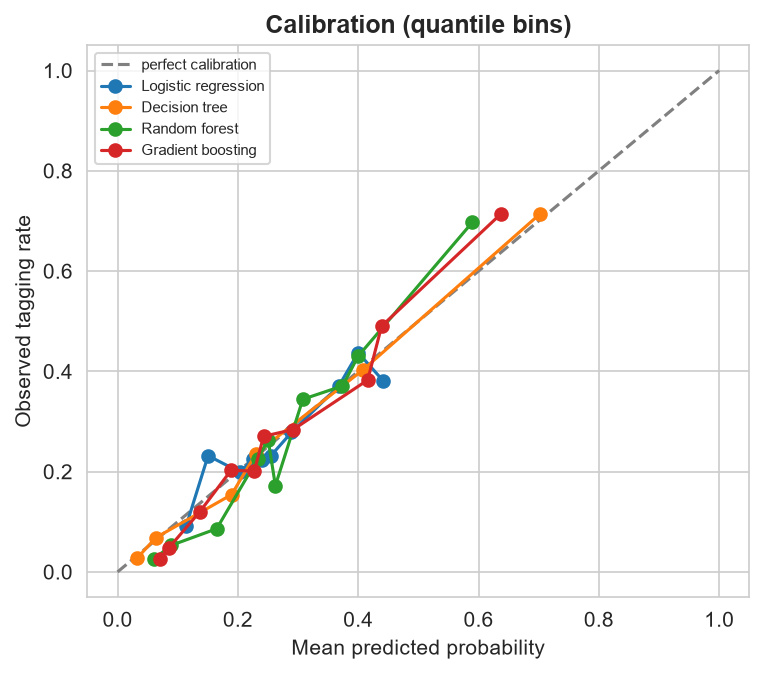 Calibration (quantile bins)
perfect calibration
Logistic regression
Decision tree
Random forest
Gradient boosting
1.0
0.8
0.6
0.4
0.2
0.0
Observed tagging rate
0.0 0.2 0.4 0.6 0.8 1.0
Mean predicted probability